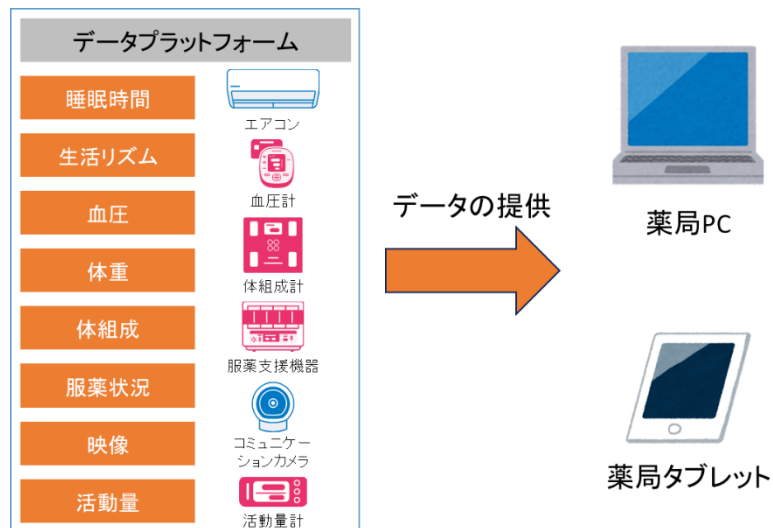 データプラットフォーム
睡眠時間
エアコン
生活リズム
血圧計
血圧
体重
体組成計
体組成
服薬支援機器
服薬状況
映像
コミュニケー
ションカメラ
活動量
活動量計
データの提供
薬局PC
薬局タブレット